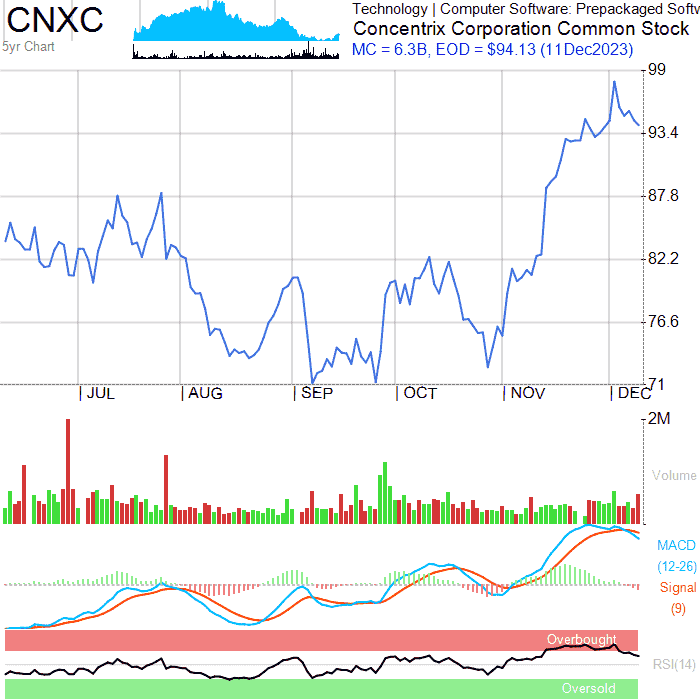 CNXC
5yr Chart
Technology | Computer Software: Prepackaged Softw
Concentrix Corporation Common Stock
MC = 6.3B, EOD = $94.13 (11Dec2023)
99
93.4
87.8
82.2
76.6
71
| JUL | AUG | SEP | OCT | NOV | DEC
2M
Volume
MACD
(12-26)
Signal
(9)
Overbought
RSI(14)
Oversold